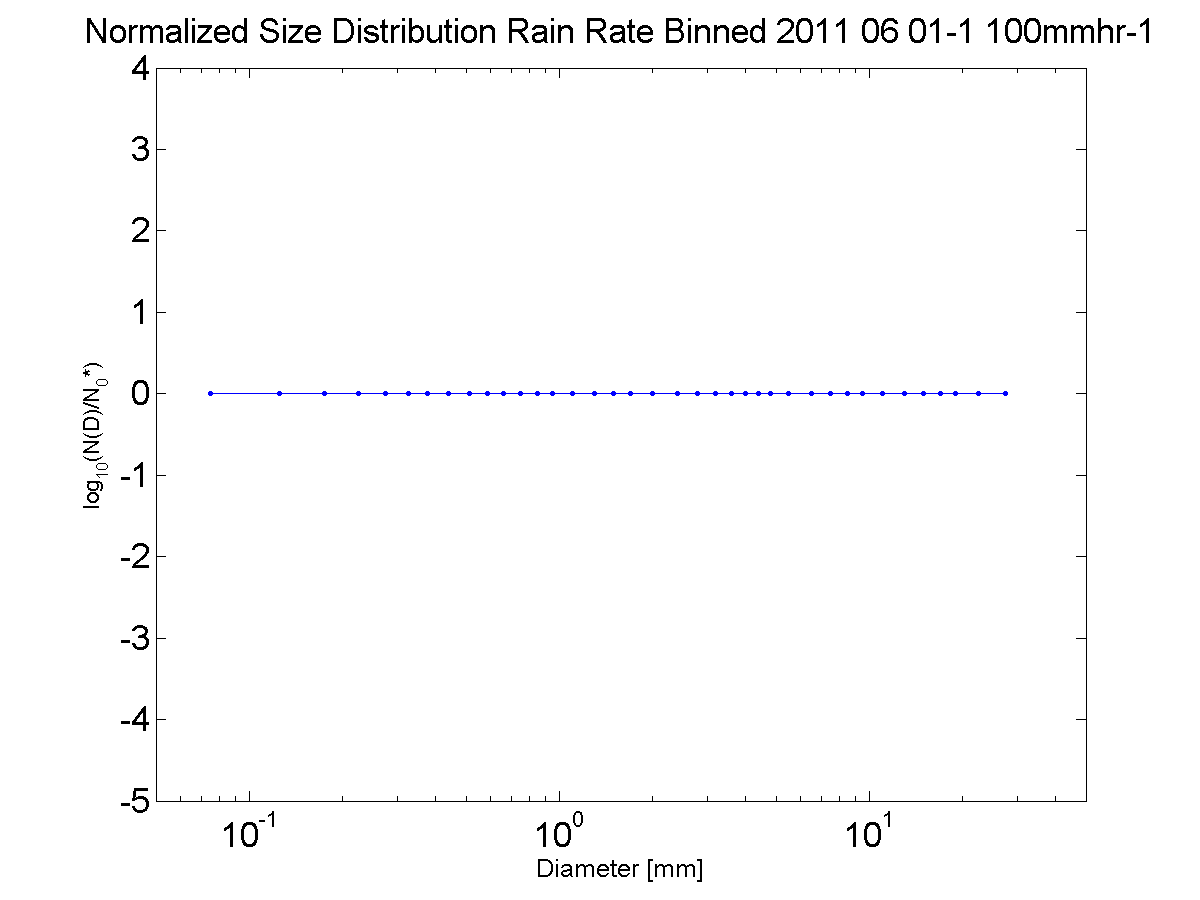 Normalized Size Distribution Rain Rate Binned 2011 06 01-1 100mmhr-1
4
3
2
1
0
-1
-2
-3
-4
-5
log₁₀(N(D)/N₀*)
10⁻¹ 10⁰ 10¹
Diameter [mm]